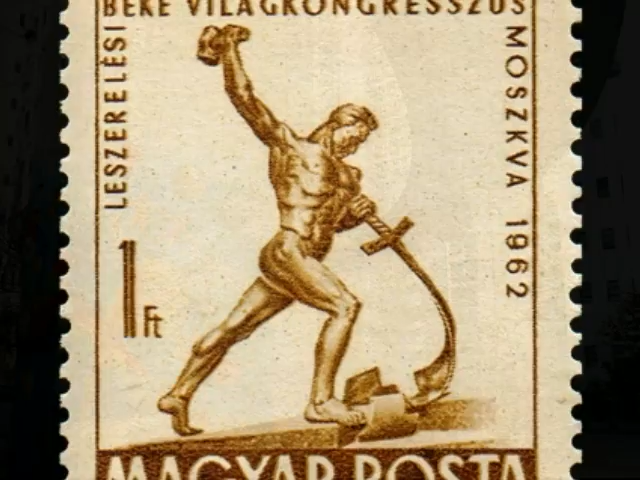 LESZERELÉSI
BÉKE VILÁGKONGRESSZUS
MOSZKVA 1962
1 Ft
MAGYAR POSTA